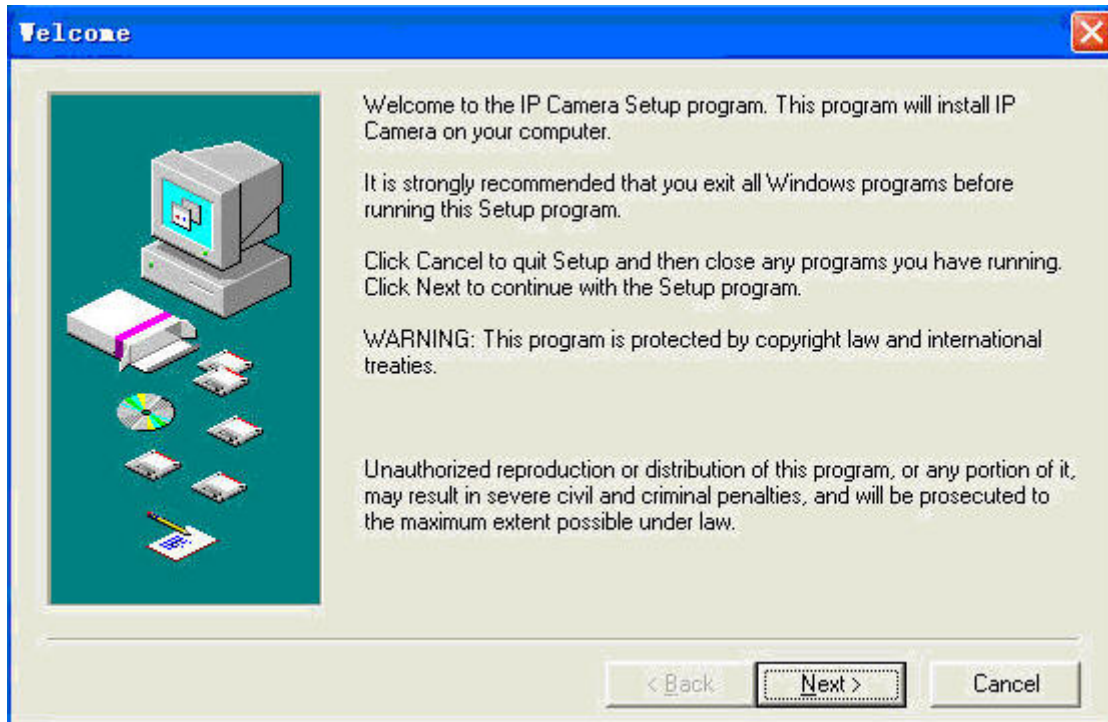 Welcome
Welcome to the IP Camera Setup program. This program will install IP
Camera on your computer.
It is strongly recommended that you exit all Windows programs before
running this Setup program.
Click Cancel to quit Setup and then close any programs you have running.
Click Next to continue with the Setup program.
WARNING: This program is protected by copyright law and international
treaties.
Unauthorized reproduction or distribution of this program, or any portion of it,
may result in severe civil and criminal penalties, and will be prosecuted to
the maximum extent possible under law.
< Back
Next >
Cancel